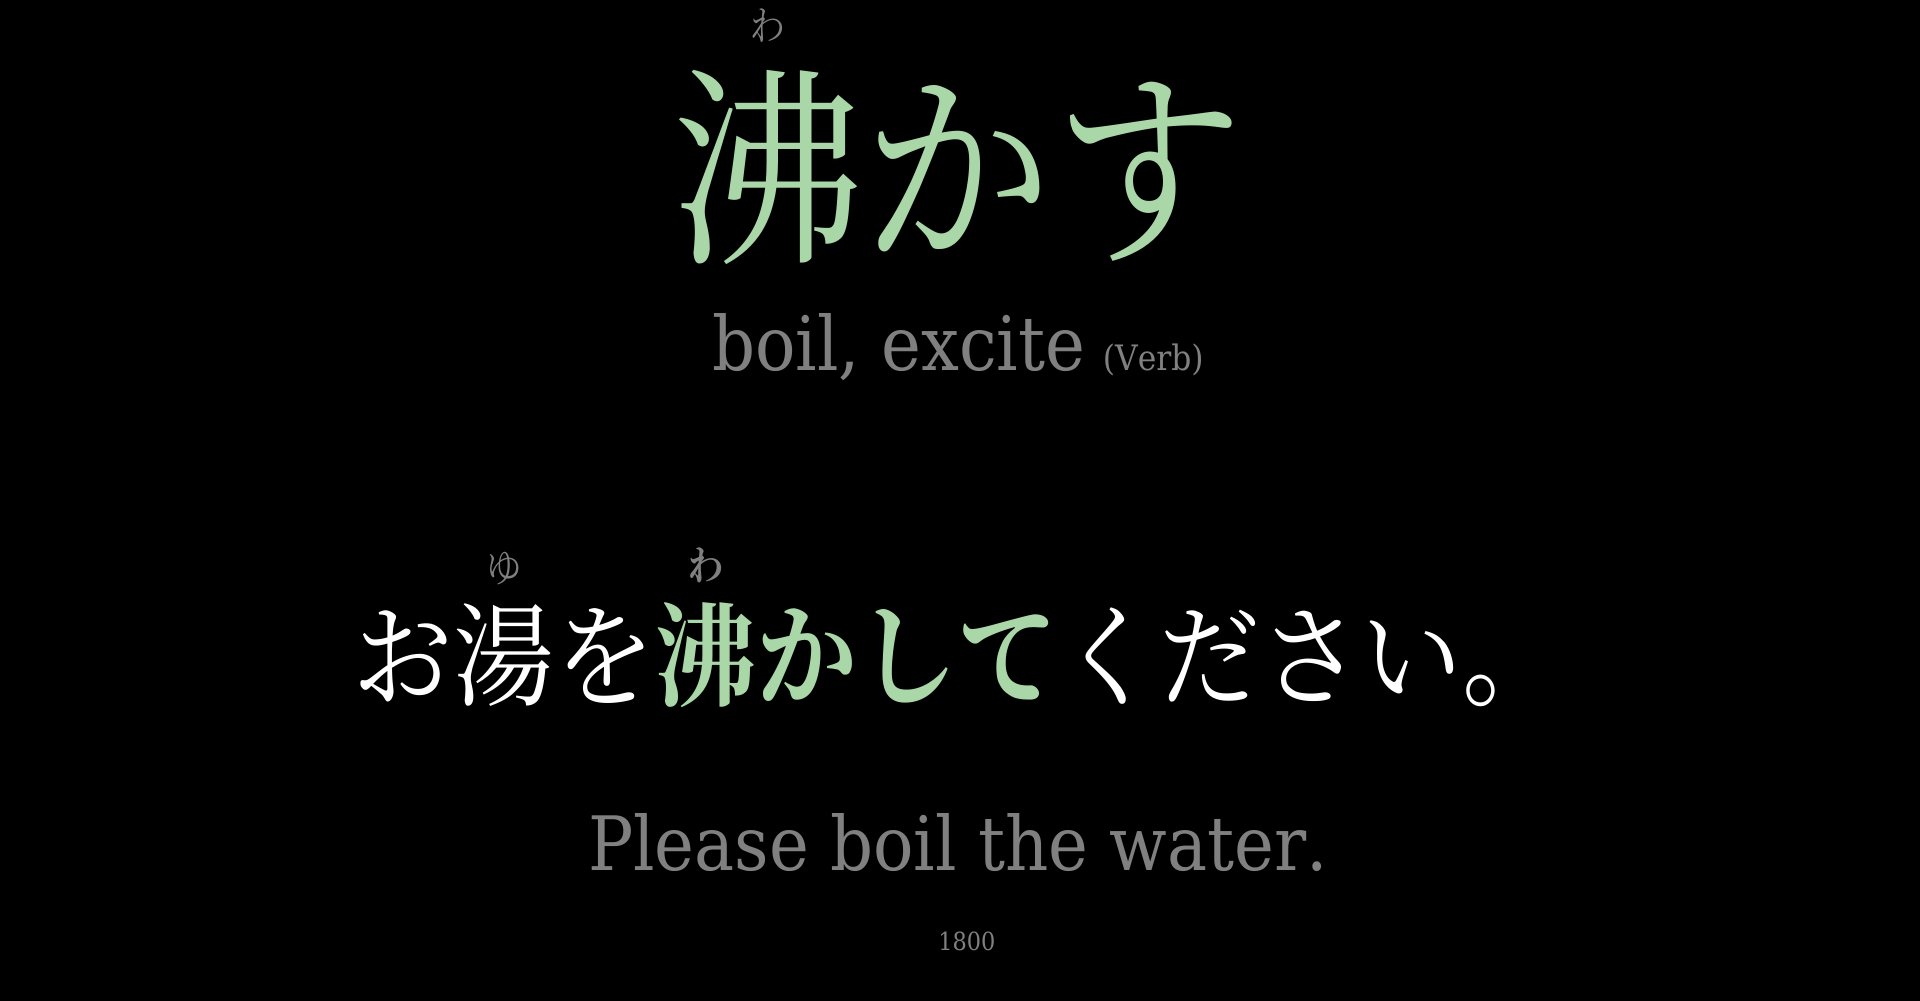 わ
沸かす
boil, excite (Verb)
ゆ わ
お湯を沸かしてください。
Please boil the water.
1800